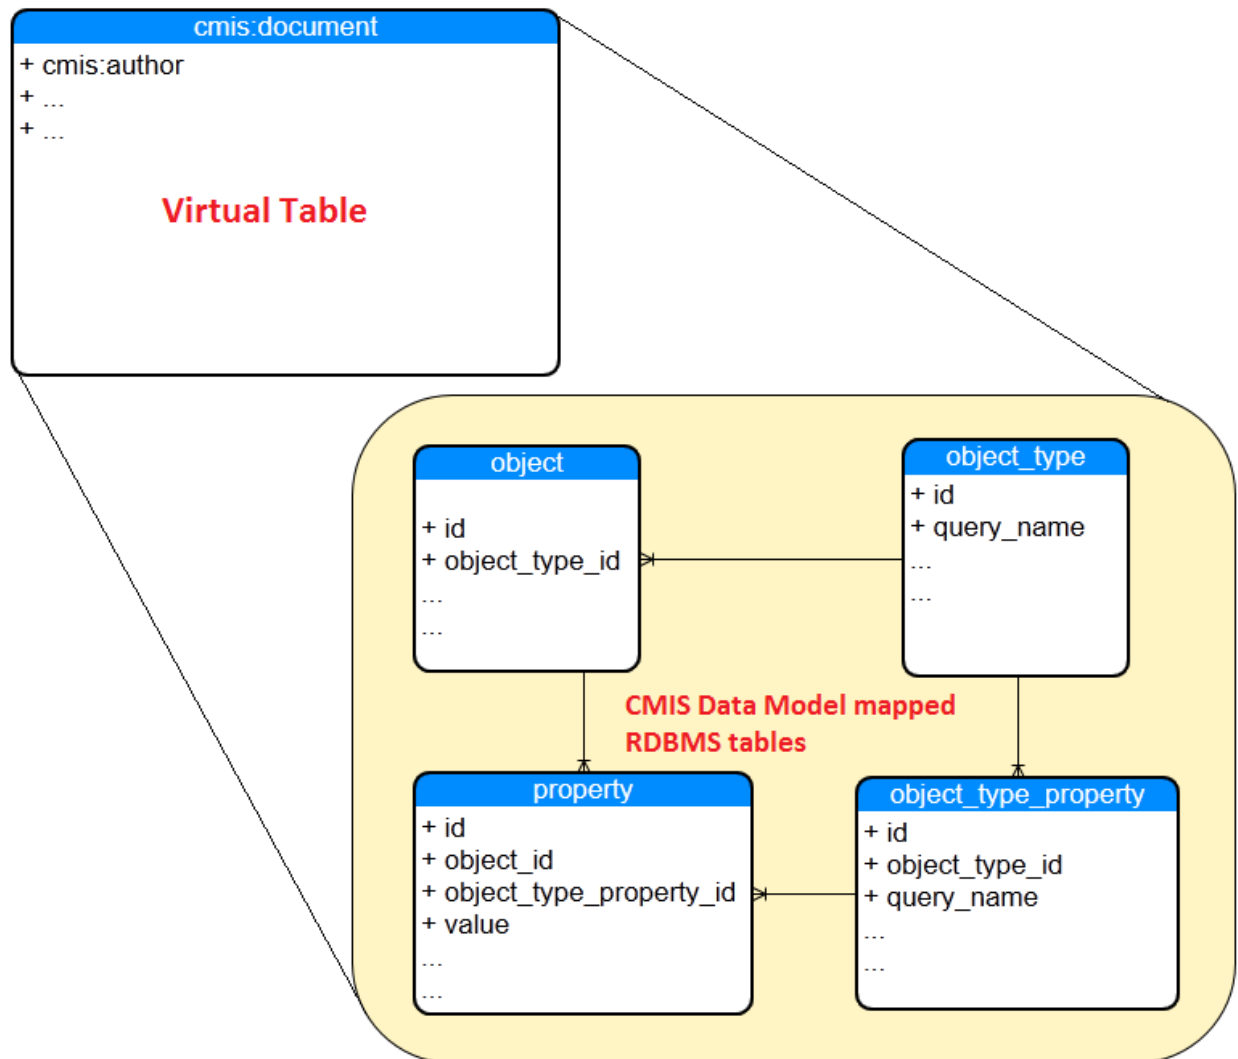 cmis:document
+ cmis:author
+ ...
+ ...
Virtual Table
object
+ id
+ object_type_id
...
...
object_type
+ id
+ query_name
...
...
CMIS Data Model mapped
RDBMS tables
property
+ id
+ object_id
+ object_type_property_id
+ value
...
...
object_type_property
+ id
+ object_type_id
+ query_name
...
...